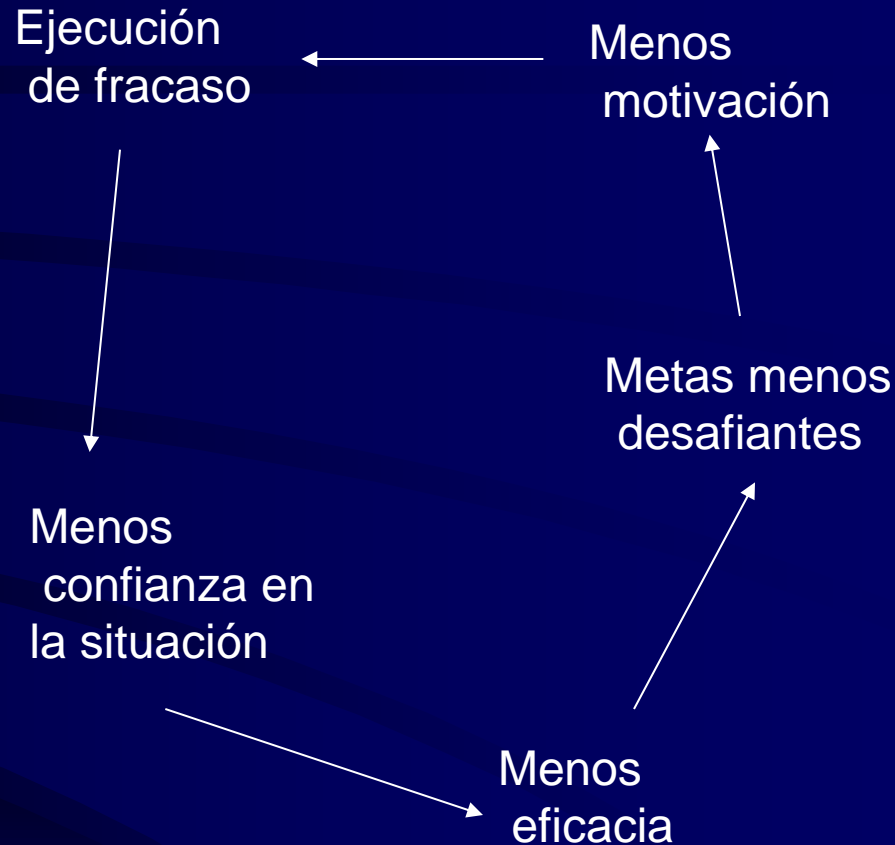 Ejecución
de fracaso
Menos
motivación
Metas menos
desafiantes
Menos
confianza en
la situación
Menos
eficacia